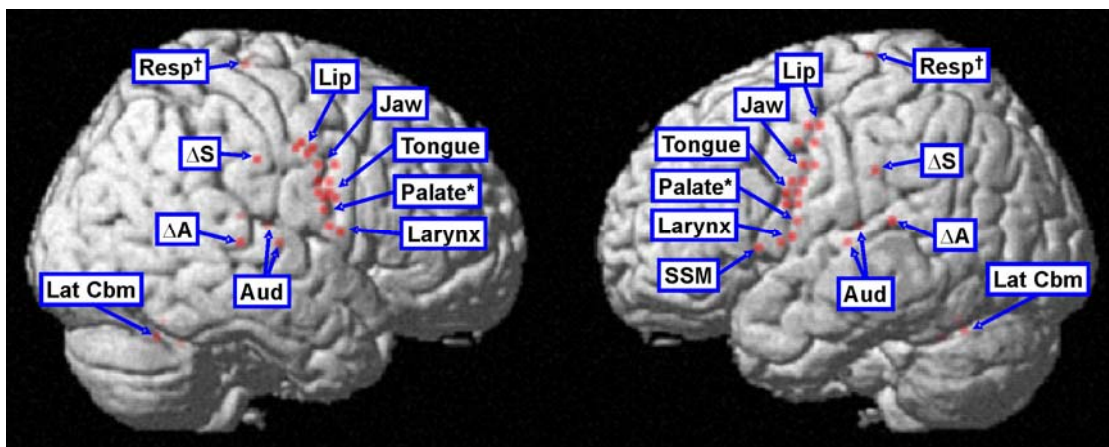 Resp†
Lip
Jaw
ΔS
Tongue
Palate*
ΔA
Larynx
Lat Cbm
Aud
Lip
Resp†
Jaw
Tongue
ΔS
Palate*
Larynx
ΔA
SSM
Aud
Lat Cbm